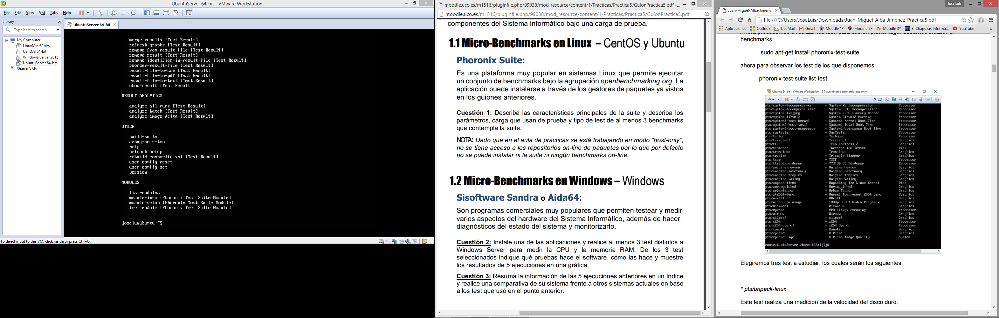 UbuntuServer 64-bit - VMware Workstation
File Edit View VM Tabs Help
Library
Type here to search
My Computer
LinuxMint32bits
CentOS 64-bit
Windows Server 2012
UbuntuServer 64-bit
Shared VMs
UbuntuServer 64-bit
merge-results [Test Result] ...
refresh-graphs [Test Result]
remove-from-result-file [Test Result]
remove-result [Test Result]
rename-identifier-in-result-file [Test Result]
reorder-result-file [Test Result]
result-file-to-csv [Test Result]
result-file-to-pdf [Test Result]
result-file-to-text [Test Result]
show-result [Test Result]
RESULT ANALYTICS
analyze-all-runs [Test Result]
analyze-batch [Test Result]
analyze-image-delta [Test Result]
OTHER
build-suite
debug-self-test
help
network-setup
rebuild-composite-xml [Test Result]
user-config-reset
user-config-set
version
MODULES
list-modules
module-info [Phoronix Test Suite Module]
module-setup [Phoronix Test Suite Module]
test-module [Phoronix Test Suite Module]
joselu@ubuntu:~$
To direct input to this VM, click inside or press Ctrl+G.
moodle.uco.es/m1516/pluginfile.php/99038/mod_resource/content/1/Practicas/Practica5/GuionPractica5.pdf -...
moodle.uco.es/m1516/pluginfile.php/99038/mod_resource/content/1/Practicas/Practica5/GuionPractica5.pdf
componentes del Sistema Informático bajo una carga de prueba.
1.1 Micro-Benchmarks en Linux – CentOS y Ubuntu
Phoronix Suite:
Es una plataforma muy popular en sistemas Linux que permite ejecutar
un conjunto de benchmarks bajo la agrupación openbenchmarking.org. La
aplicación puede instalarse a través de los gestores de paquetes ya vistos
en los guiones anteriores.
Cuestión 1: Describa las características principales de la suite y describa los
parámetros, carga que usan de prueba y tipo de test de al menos 3 benchmarks
que contempla la suite.
NOTA: Dado que en el aula de prácticas se está trabajando en modo “host-only”,
no se tiene acceso a los repositorios on-line de paquetes por lo que por defecto
no se puede instalar ni la suite ni ningún benchmarks on-line.
1.2 Micro-Benchmarks en Windows – Windows
Sisoftware Sandra o Aida64:
Son programas comerciales muy populares que permiten testear y medir
varios aspectos del hardware del Sistema Informático, además de hacer
diagnósticos del estado del sistema y monitorizarlo.
Cuestión 2: Instale una de las aplicaciones y realice al menos 3 test distintos a
Windows Server para medir la CPU y la memoria RAM. De los 3 test
seleccionados indique qué pruebas hace el software, cómo las hace y muestre
los resultados de 5 ejecuciones en una gráfica.
Cuestión 3: Resuma la información de las 5 ejecuciones anteriores en un índice
y realice una comparativa de su sistema frente a otros sistemas actuales en base
a los test que usó en el punto anterior.
Jose Luis
Juan-Miguel-Alba-Jiménez
file:///C:/Users/JoseLuis/Downloads/Juan-Miguel-Alba-Jiménez-Practica5.pdf
Aplicaciones Outlook UcoMail Gmail Moodle 1º Moodle 2º Moodle 3º El Chapuzas Informá... YouTube »
benchmarks:
sudo apt-get install phoronix-test-suite
ahora para observar los test de los que disponemos
phoronix-test-suite list-test
Ubuntu 64-bit - VMware Workstation 12 Player (Non-commercial use only)
Player
pts/system-decompress-xz - System XZ Decompression Processor
pts/system-decompress-zlib - System ZLIB Decompression Processor
pts/system-libjpeg - System JPEG Library Decode Processor
pts/system-libxml2 - System Libxml2 Parsing Processor
pts/systemd-boot-kernel - Systemd Kernel Boot Time Processor
pts/systemd-boot-total - Systemd Total Boot Time Processor
pts/systemd-boot-userspace - Systemd Userspace Boot Time Processor
pts/systester - SysTester Processor
pts/tachyon - Tachyon Processor
pts/tesseract - Tesseract Graphics
pts/tf2 - Team Fortress 2 Graphics
pts/tiobench - Threaded I/O Tester Disk
pts/tremulous - Tremulous Graphics
pts/trislam - Triangle Slammer Graphics
pts/tscp - TSCP Processor
pts/ttsiod-renderer - TTSIOD 3D Renderer Processor
pts/unigine-heaven - Unigine Heaven Graphics
pts/unigine-sanctuary - Unigine Sanctuary Graphics
pts/unigine-tropics - Unigine Tropics Graphics
pts/unigine-valley - Unigine Valley Graphics
pts/unpack-linux - Unpacking The Linux Kernel Disk
pts/unvanquished - Unvanquished Graphics
pts/urbanterror - Urban Terror Graphics
pts/ut2004-demo - Unreal Tournament 2004 Demo Graphics
pts/vdrift - VDrift Graphics
pts/video-cpu-usage - 1080p H.264 Video Playback Graphics
pts/viennacl - ViennaCL Graphics
pts/vpxenc - VP8 libvpx Encoding Processor
pts/warsow - Warsow Graphics
pts/x11perf - x11perf Graphics
pts/x264 - x264 Processor
pts/x264-opencl - x264 OpenCL Processor
pts/xonotic - Xonotic Graphics
pts/xplane9 - X-Plane Graphics
pts/xplane9-iqc - X-Plane Image Quality System
root@ubuntuServer:/home/i32aljij#
Elegiremos tres test a estudiar, los cuales serán los siguientes:
* pts/unpack-linux
Este test realiza una medición de la velocidad del disco duro.